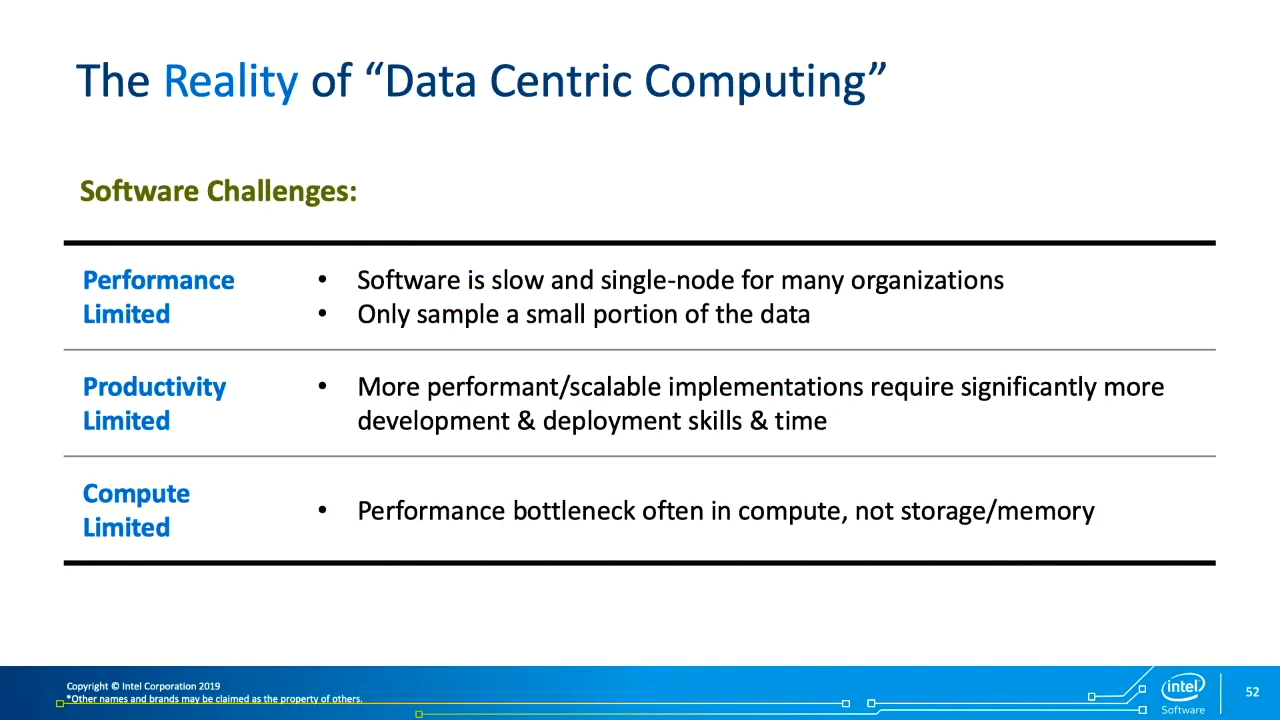 The Reality of “Data Centric Computing”
Software Challenges:
Performance
Limited
• Software is slow and single-node for many organizations
• Only sample a small portion of the data
Productivity
Limited
• More performant/scalable implementations require significantly more
development & deployment skills & time
Compute
Limited
• Performance bottleneck often in compute, not storage/memory
Copyright © Intel Corporation 2019
*Other names and brands may be claimed as the property of others.
intel
Software
52